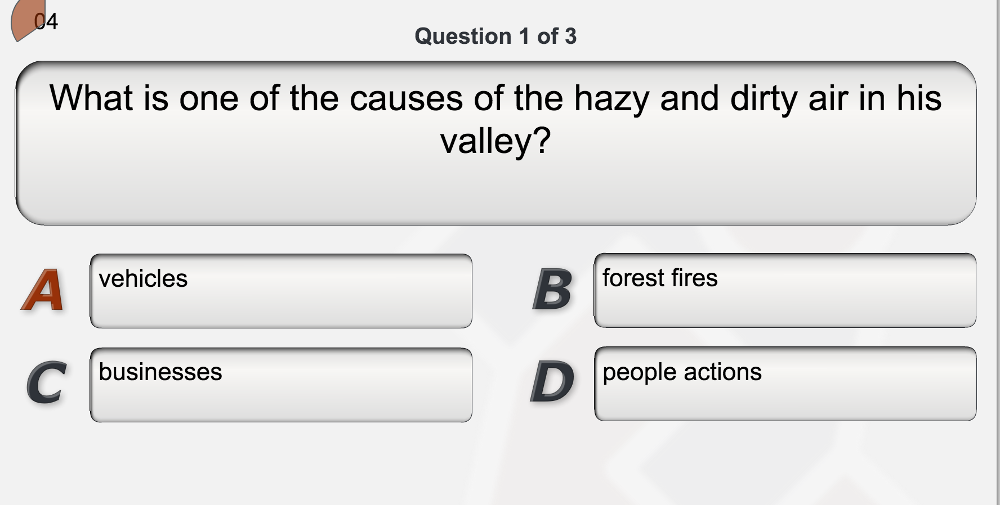 04
Question 1 of 3
What is one of the causes of the hazy and dirty air in his
valley?
A vehicles
B forest fires
C businesses
D people actions